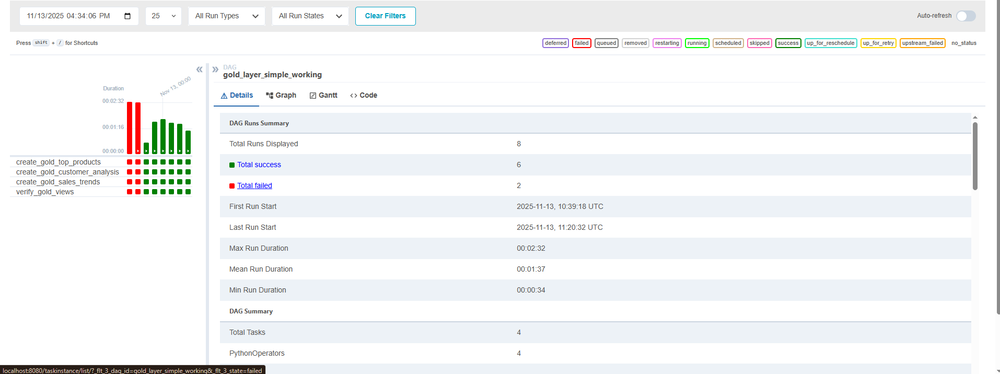 11/13/2025 04:34:06 PM
25
All Run Types
All Run States
Clear Filters
Auto-refresh
Press shift + / for Shortcuts
deferred failed queued removed restarting running scheduled skipped success up_for_reschedule up_for_retry upstream_failed no_status
DAG
gold_layer_simple_working
Details Graph Gantt Code
Duration
Nov 13, 00:00
00:02:32
00:01:16
00:00:00
create_gold_top_products
create_gold_customer_analysis
create_gold_sales_trends
verify_gold_views
DAG Runs Summary
Total Runs Displayed 8
Total success 6
Total failed 2
First Run Start 2025-11-13, 10:39:18 UTC
Last Run Start 2025-11-13, 11:20:32 UTC
Max Run Duration 00:02:32
Mean Run Duration 00:01:37
Min Run Duration 00:00:34
DAG Summary
Total Tasks 4
PythonOperators 4
localhost:8080/taskinstance/list/?_flt_3_dag_id=gold_layer_simple_working&_flt_3_state=failed